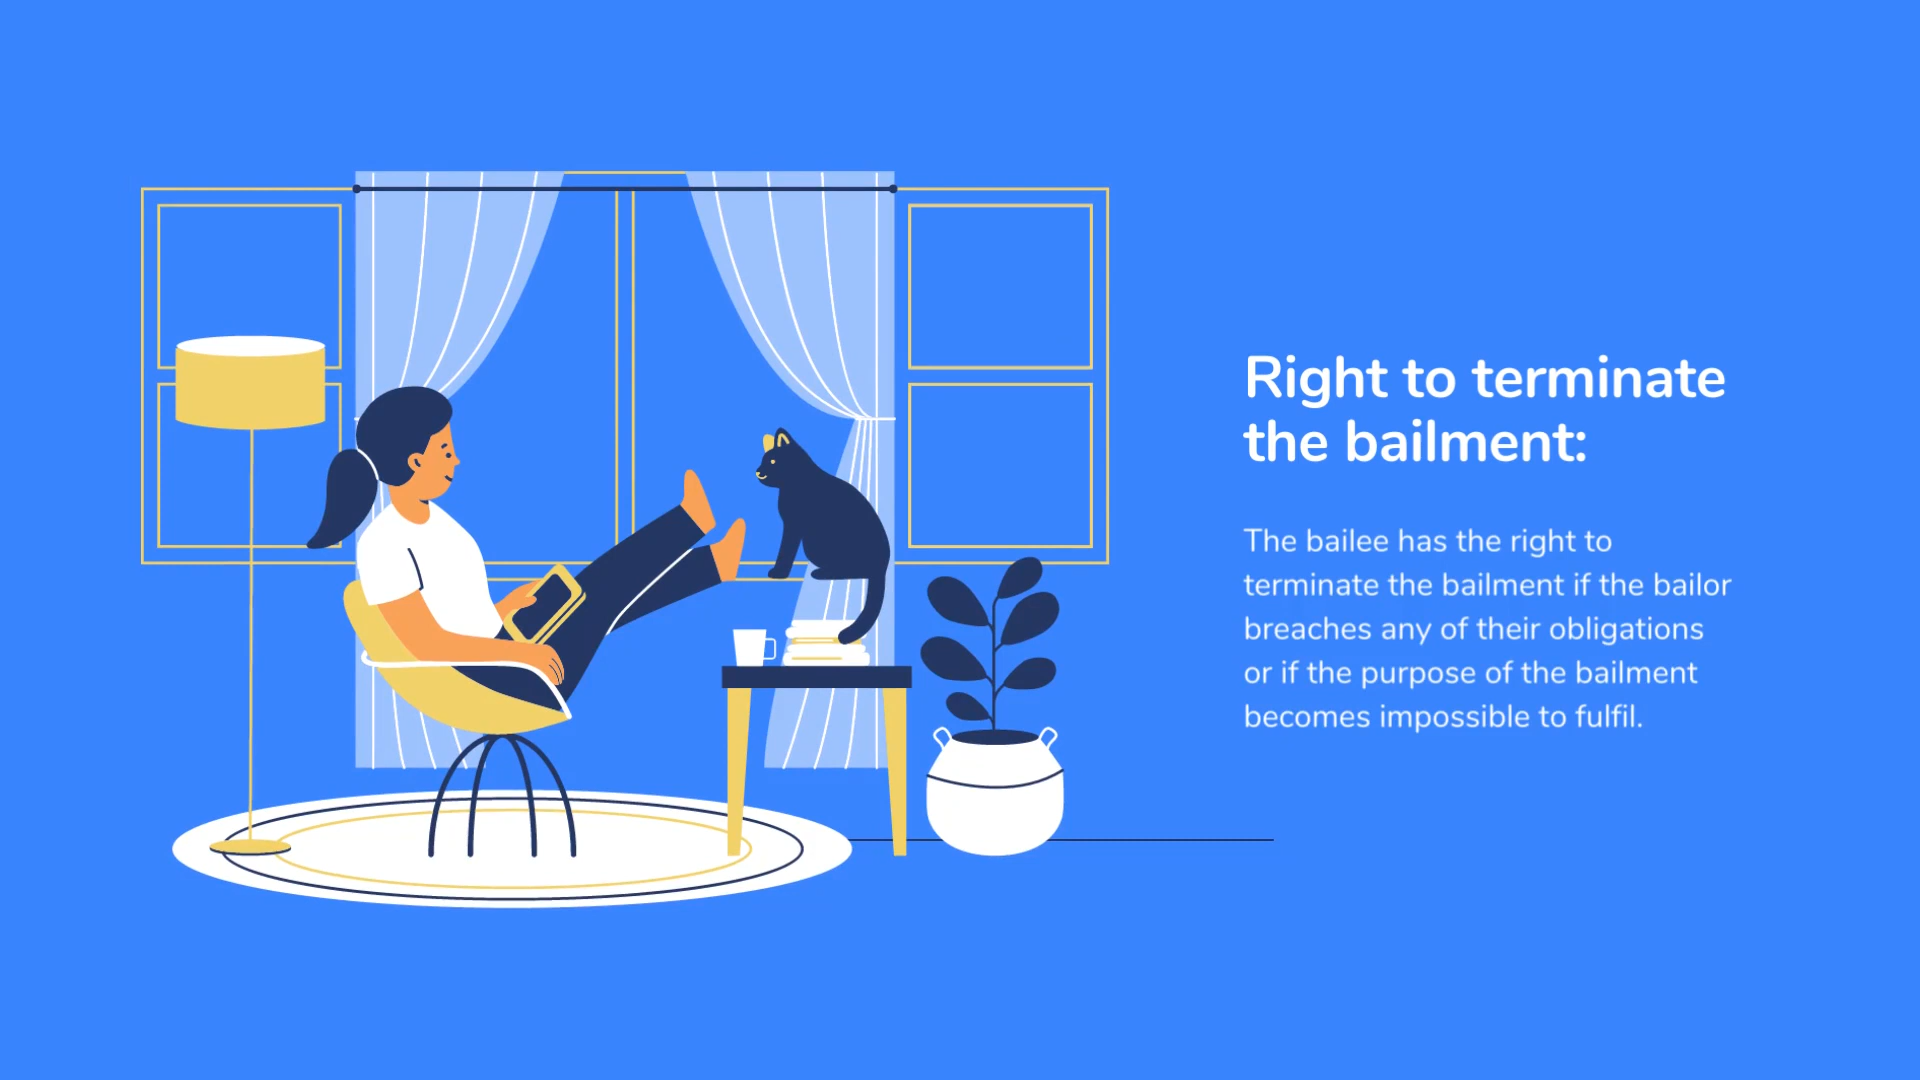 Right to terminate
the bailment:
The bailee has the right to
terminate the bailment if the bailor
breaches any of their obligations
or if the purpose of the bailment
becomes impossible to fulfil.